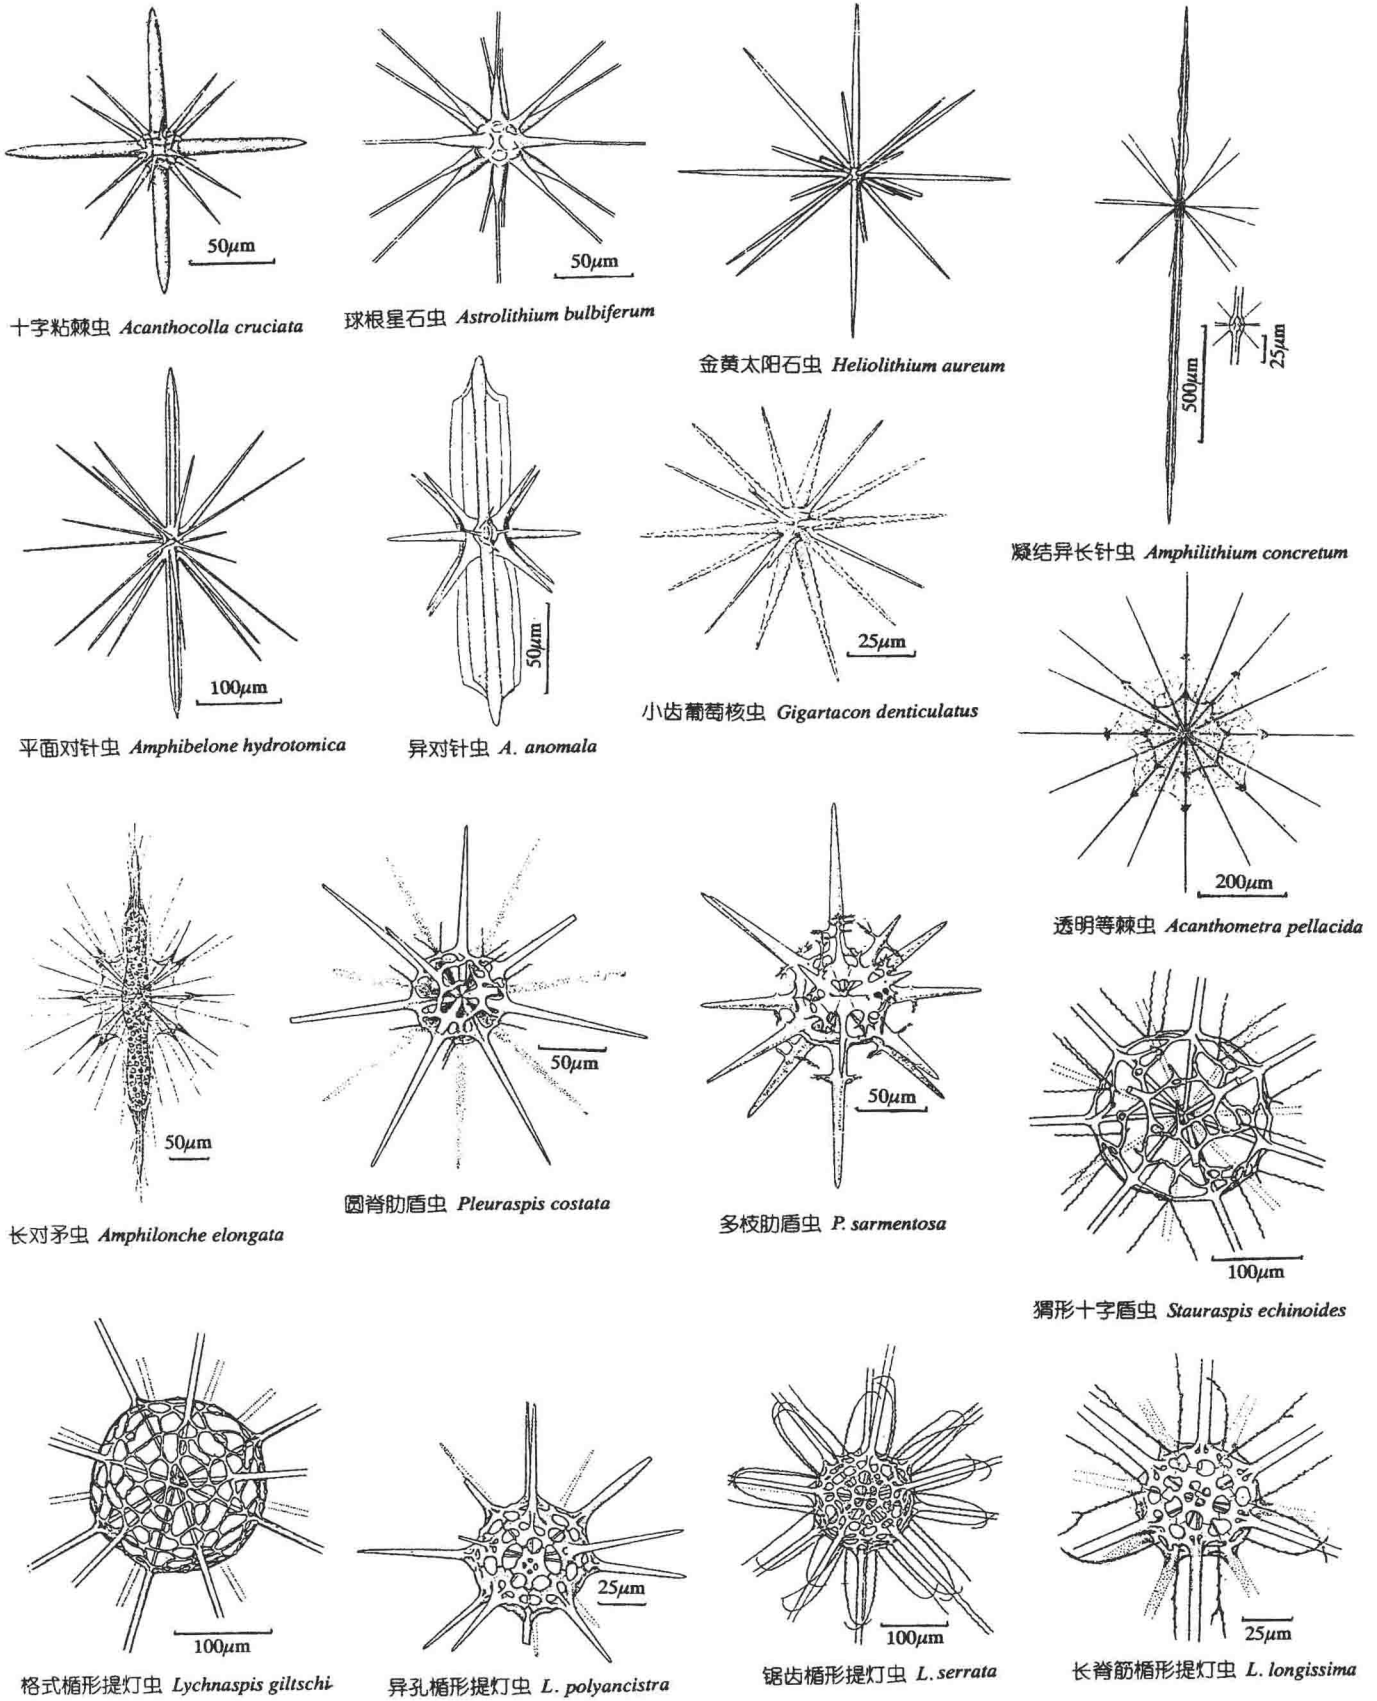 50μm
十字粘棘虫 Acanthocolla cruciata
50μm
球根星石虫 Astrolithium bulbiferum
金黄太阳石虫 Heliolithium aureum
500μm
25μm
凝结异长针虫 Amphilithium concretum
100μm
平面对针虫 Amphibelone hydrotomica
50μm
异对针虫 A. anomala
25μm
小齿葡萄核虫 Gigartacon denticulatus
200μm
透明等棘虫 Acanthometra pellacida
50μm
长对矛虫 Amphilonche elongata
50μm
圆脊肋盾虫 Pleuraspis costata
50μm
多枝肋盾虫 P. sarmentosa
100μm
猬形十字盾虫 Stauraspis echinoides
100μm
格式楯形提灯虫 Lychnaspis giltschi
25μm
异孔楯形提灯虫 L. polyancistra
100μm
锯齿楯形提灯虫 L. serrata
25μm
长脊筋楯形提灯虫 L. longissima